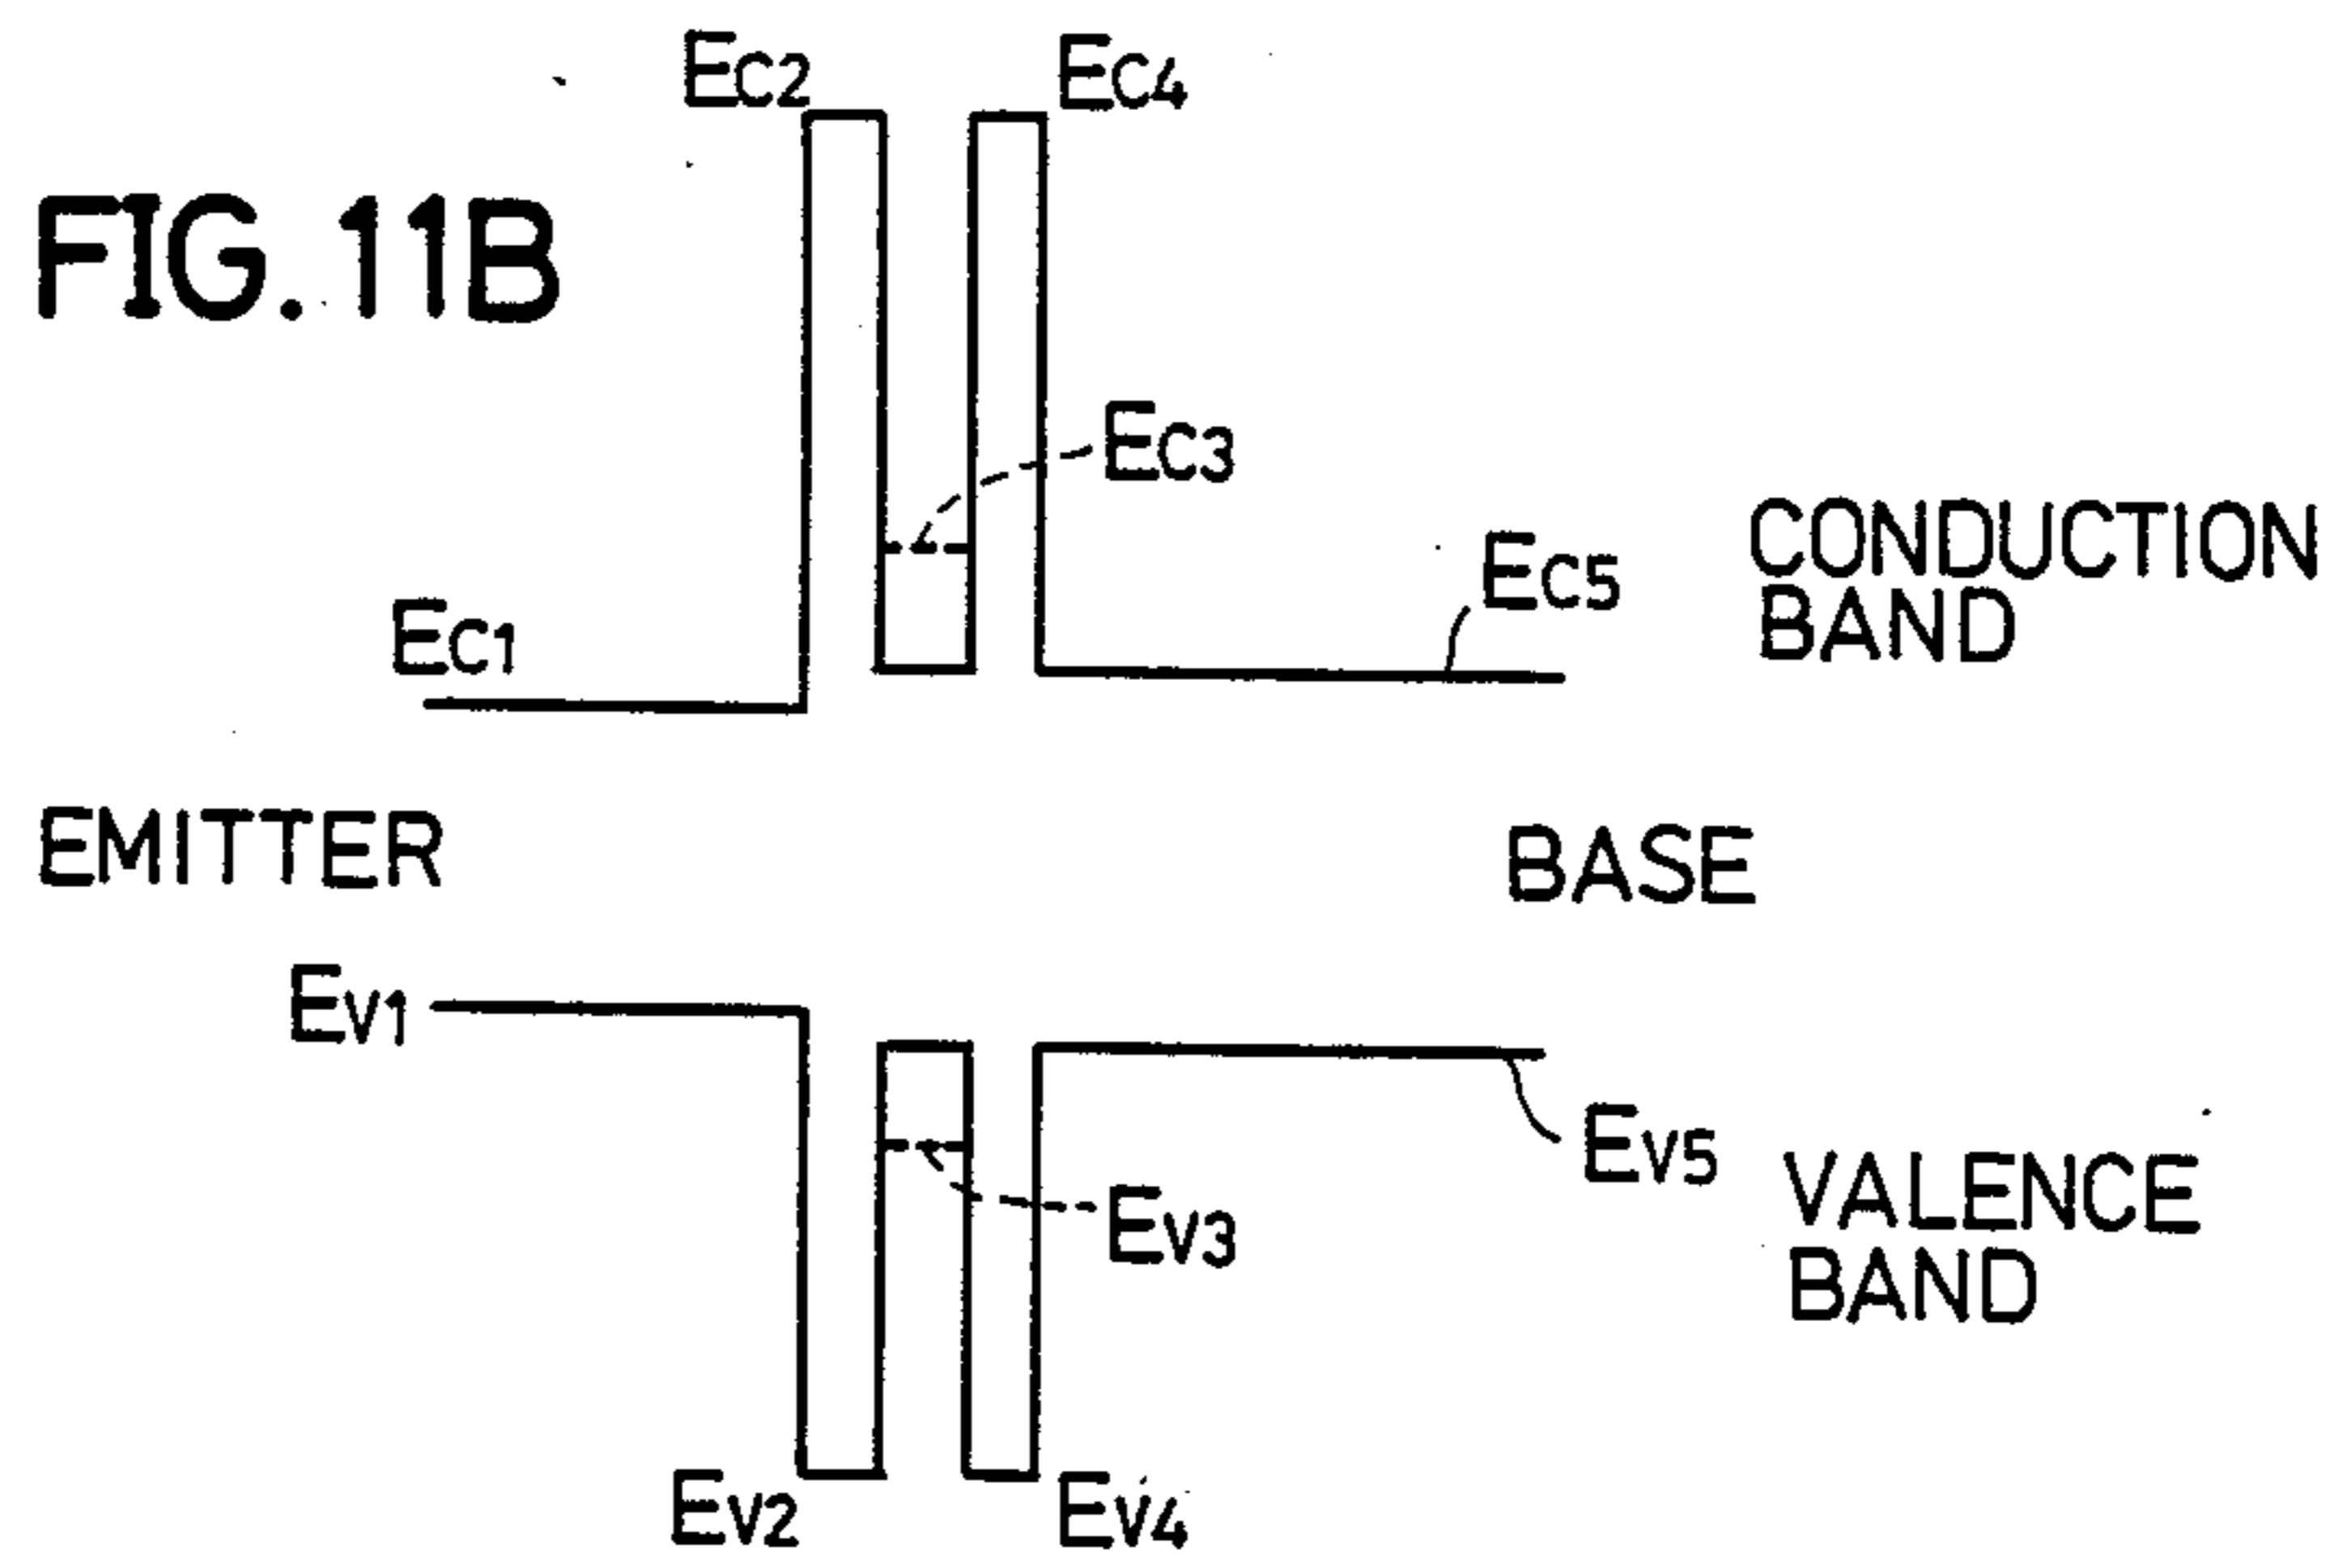 EC2
EC4
FIG.11B
EC3
EC5
CONDUCTION
BAND
EC1
EMITTER
BASE
EV1
EV5
VALENCE
BAND
EV3
EV2
EV4